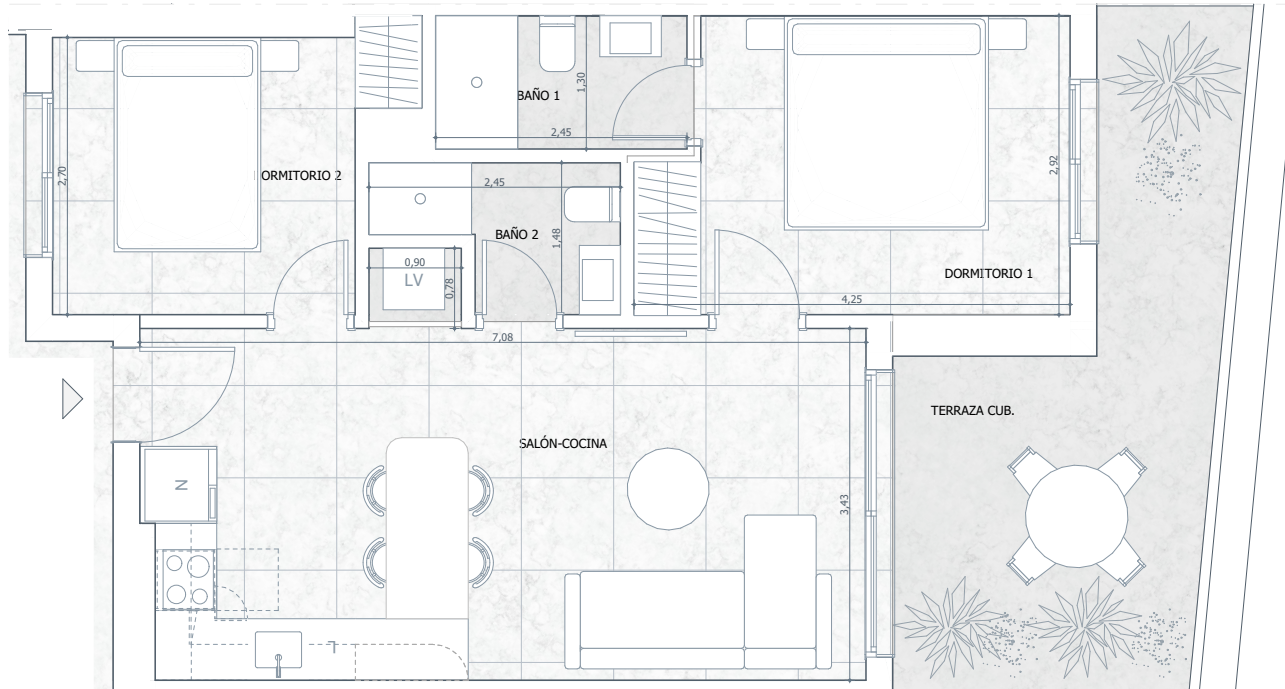 BAÑO 1
1,30
2,45
2,70
ORMITORIO 2
2,92
2,45
BAÑO 2
1,48
0,90
LV
0,78
DORMITORIO 1
4,25
7,08
TERRAZA CUB.
SALÓN-COCINA
N
3,43
L